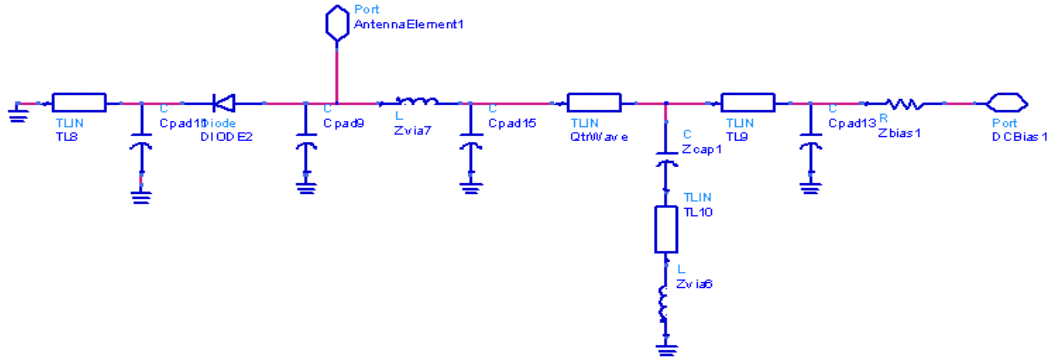 Port
AntennaElement1
TLIN
TL8
C
Cpad11
Diode
DIODE2
C
Cpad9
L
Zvia7
C
Cpad15
TLIN
QtrWave
C
Zcap1
TLIN
TL9
C
Cpad13
R
Zbias1
Port
DCBias1
TLIN
TL10
L
Zvia6